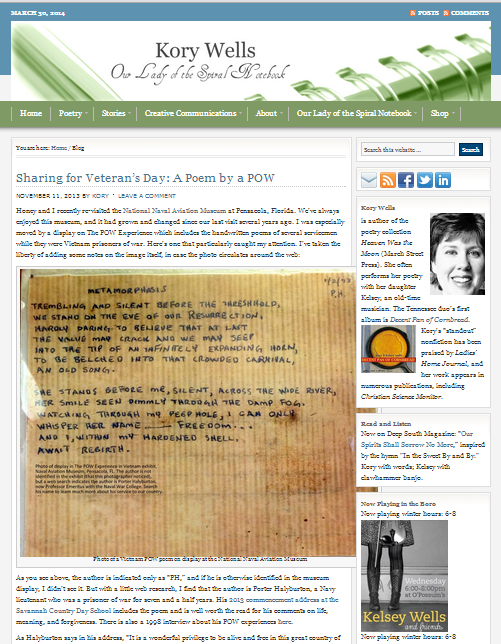 MARCH 30, 2014
POSTS COMMENTS
Kory Wells
Our Lady of the Spiral Notebook
Home Poetry Stories Creative Communications About Our Lady of the Spiral Notebook Shop
You are here: Home / Blog
Sharing for Veteran's Day: A Poem by a POW
NOVEMBER 11, 2013 BY KORY LEAVE A COMMENT
Honey and I recently revisited the National Naval Aviation Museum at Pensacola, Florida. We've always
enjoyed this museum, and it had grown and changed since our last visit several years ago. I was especially
moved by a display on The POW Experience which includes the handwritten poems of several servicemen
while they were Vietnam prisoners of war. Here's one that particularly caught my attention. I've taken the
liberty of adding some notes on the image itself, in case the photo circulates around the web:
P.H.
METAMORPHASIS
TREMBLING AND SILENT BEFORE THE THRESHHOLD,
WE STAND ON THE EVE OF OUR RESURRECTION,
HARDLY DARING TO BELIEVE THAT AT LAST
THE VALUE MAY CRACK AND WE MAY SEEP
INTO THE TIP OF AN INFINITELY EXPANDING HORN,
TO BE BELCHED INTO THAT CROWDED CARNIVAL,
AN OLD SONG.
SHE STANDS BEFORE ME, SILENT, ACROSS THE WIDE RIVER,
HER SMILE SEEN DIMMLY THROUGH THE DAMP FOG.
WATCHING THROUGH MY PEEP HOLE, I CAN ONLY
WHISPER HER NAME — FREEDOM...
AND I, WITHIN MY HARDENED SHELL,
AWAIT REBIRTH.
Photo of display in The POW Experience in Vietnam exhibit,
Naval Aviation Museum, Pensacola, FL. The author is not
identified in the exhibit (that this photographer noticed),
but a web search indicates the author is Porter Halyburton,
now Professor Emeritus with the Naval War College. Search
his name to learn much more about his service to our country.
Photo of a Vietnam POW poem on display at the National Naval Aviation Museum
As you see above, the author is indicated only as "PH," and if he is otherwise identified in the museum
display, I didn't see it. But with a little web research, I find that the author is Porter Halyburton, a Navy
lieutenant who was a prisoner of war for seven and a half years. His 2013 commencement address at the
Savannah Country Day School includes the poem and is well worth the read for his comments on life,
meaning, and forgiveness. There is also a 1998 interview about his POW experiences here.
As Halyburton says in his address, "It is a wonderful privilege to be alive and free in this great country of
Search this website ... Search
Kory Wells
is author of the
poetry collection
Heaven Was the
Moon (March Street
Press). She often
performs her poetry
with her daughter
Kelsey, an old-time
musician. The Tennessee duo's first
album is Decent Pan of Cornbread.
DECENT PAN OF CORNBREAD
Kory's "standout"
nonfiction has been
praised by Ladies'
Home Journal, and
her work appears in
numerous publications, including
Christian Science Monitor.
Read and Listen
Now on Deep South Magazine: "Our
Spirits Shall Sorrow No More," inspired
by the hymn "In the Sweet By and By."
Kory with words; Kelsey with
clawhammer banjo.
Now Playing in the Boro
Now playing winter hours: 6-8
Wednesday
6:00-8:00pm
Kelsey Wells
and friends
Now playing winter hours: 6-8